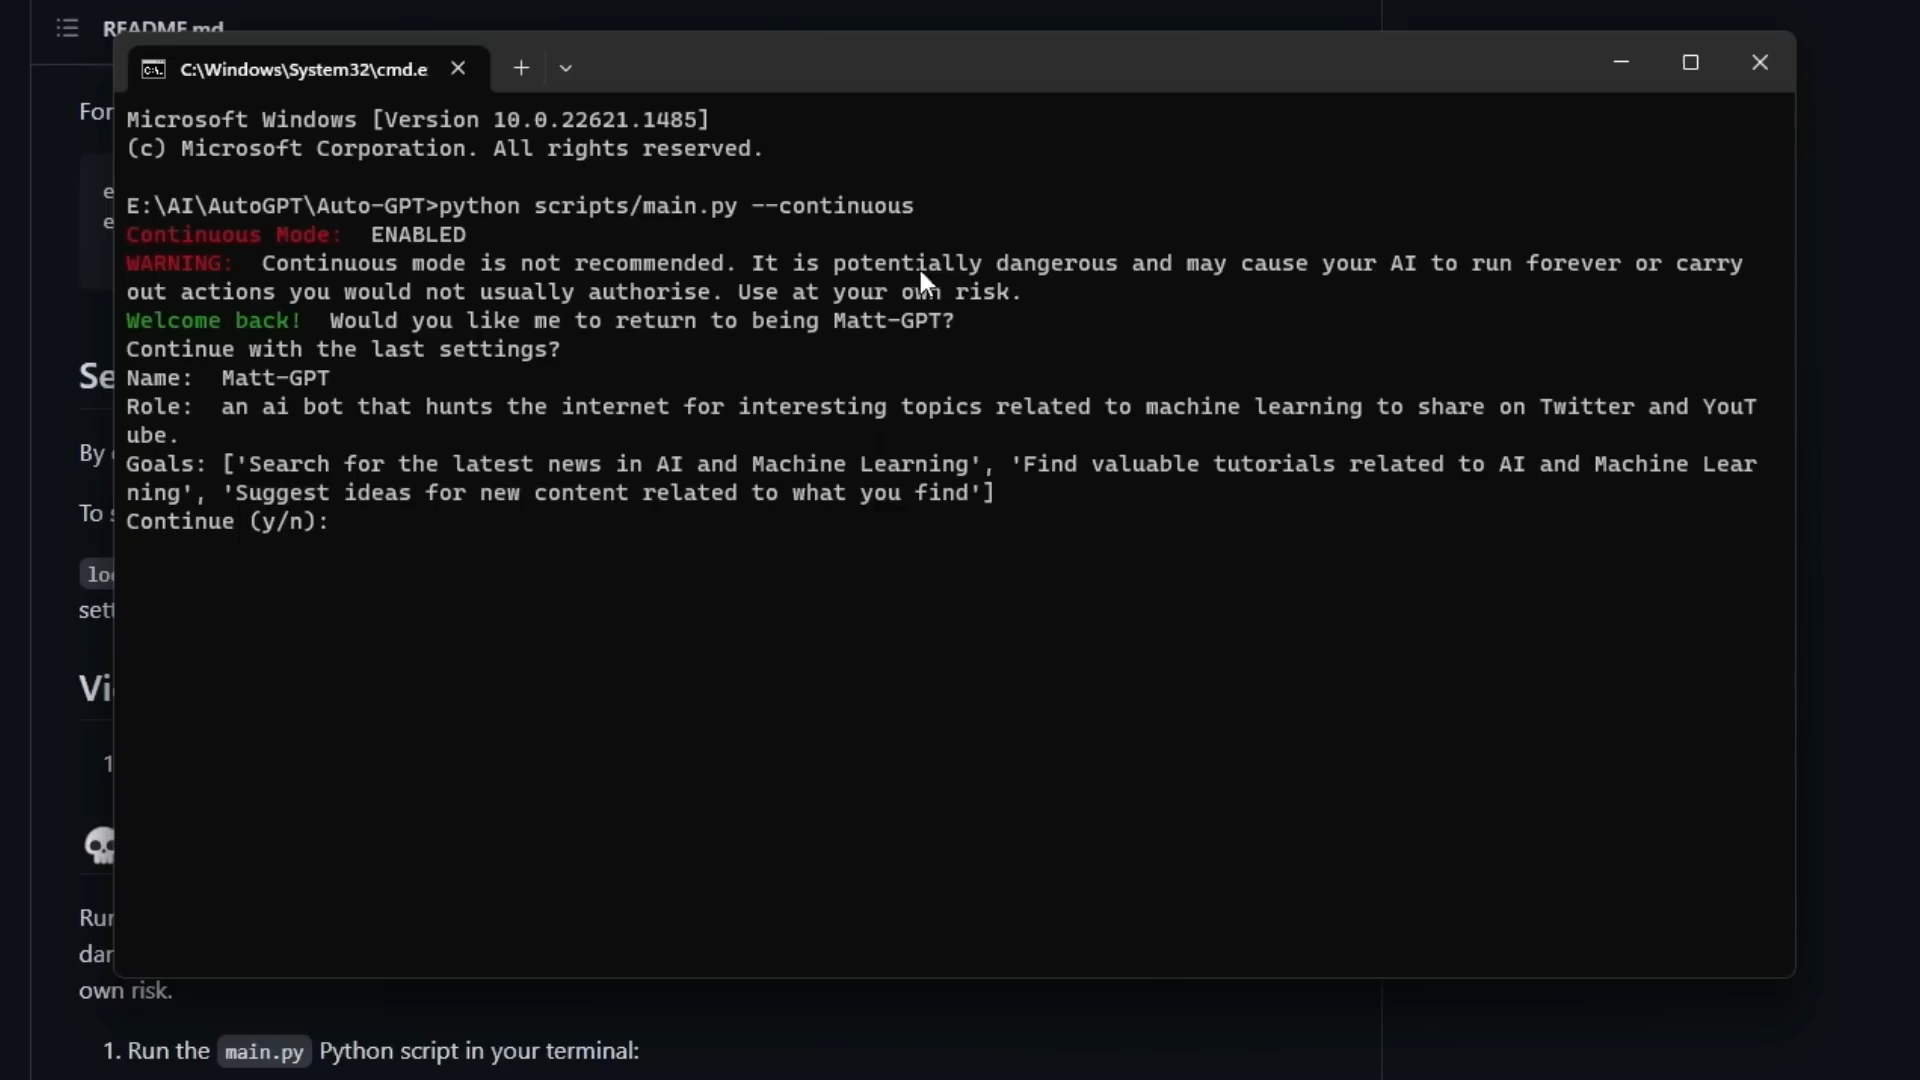 README.md
C:\Windows\System32\cmd.e
For
Microsoft Windows [Version 10.0.22621.1485]
(c) Microsoft Corporation. All rights reserved.
e
e
E:\AI\AutoGPT\Auto-GPT>python scripts/main.py --continuous
Continuous Mode:  ENABLED
WARNING:  Continuous mode is not recommended. It is potentially dangerous and may cause your AI to run forever or carry
out actions you would not usually authorise. Use at your own risk.
Welcome back!  Would you like me to return to being Matt-GPT?
Continue with the last settings?
Name:  Matt-GPT
Role:  an ai bot that hunts the internet for interesting topics related to machine learning to share on Twitter and YouT
ube.
Goals: ['Search for the latest news in AI and Machine Learning', 'Find valuable tutorials related to AI and Machine Lear
ning', 'Suggest ideas for new content related to what you find']
Continue (y/n):
Se
By
To
loc
sett
Vi
1
Run
dan
own risk.
1. Run the main.py Python script in your terminal: